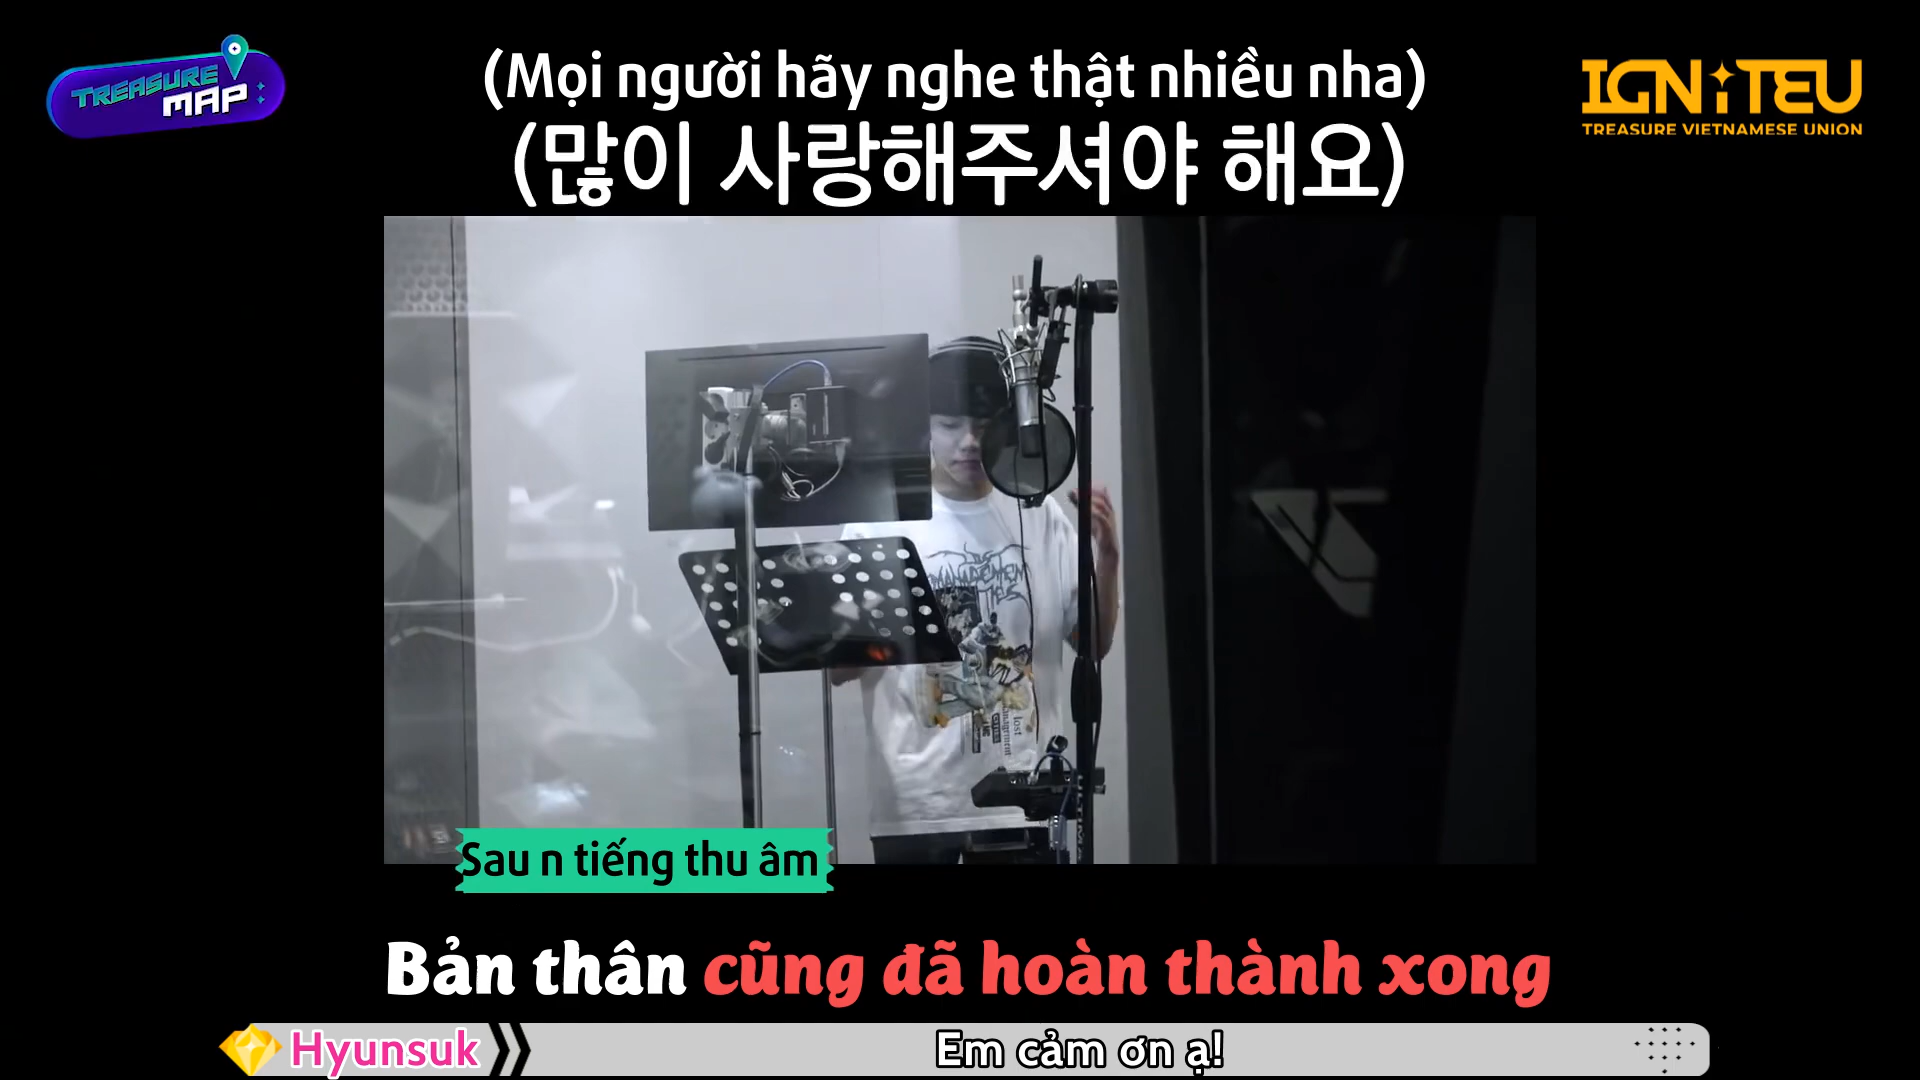 TREASURE
MAP
(Mọi người hãy nghe thật nhiều nha)
IGNITEU
TREASURE VIETNAMESE UNION
(많이 사랑해주셔야 해요)
lost
management
Sau n tiếng thu âm
Bản thân cũng đã hoàn thành xong
Hyunsuk
Em cảm ơn ạ!